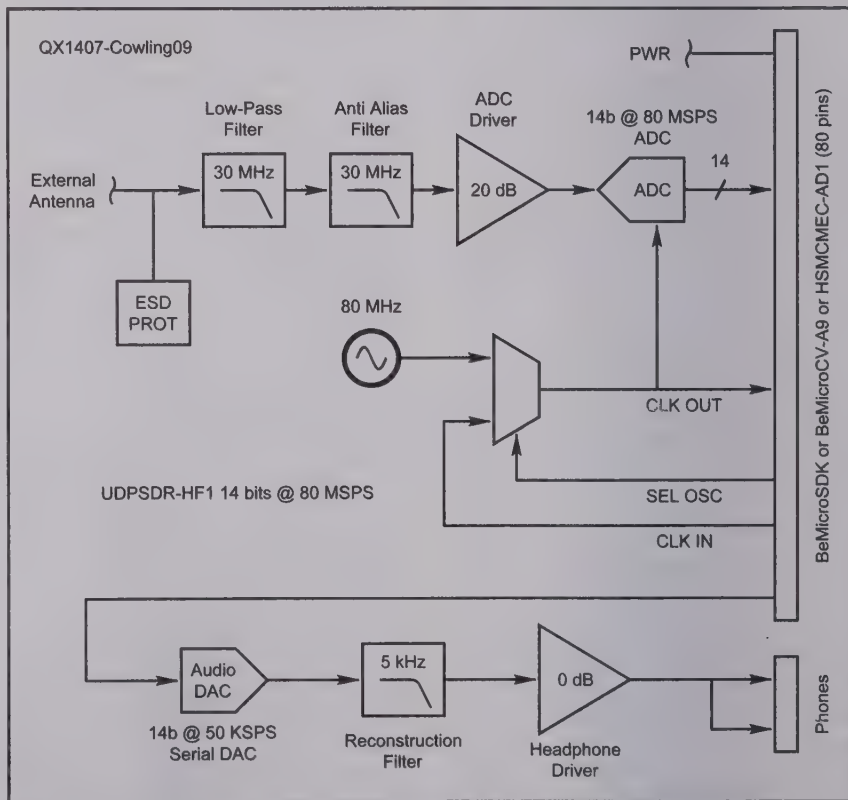 QX1407-Cowling09
PWR
Low-Pass
Filter
Anti Alias
Filter
ADC
Driver
14b @ 80 MSPS
ADC
External
Antenna
30 MHz
30 MHz
20 dB
ADC
14
ESD
PROT
80 MHz
CLK OUT
SEL OSC
CLK IN
UDPSDR-HF1 14 bits @ 80 MSPS
BeMicroSDK or BeMicroCV-A9 or HSMCMEC-AD1 (80 pins)
Audio
DAC
14b @ 50 KSPS
Serial DAC
5 kHz
Reconstruction
Filter
0 dB
Headphone
Driver
Phones